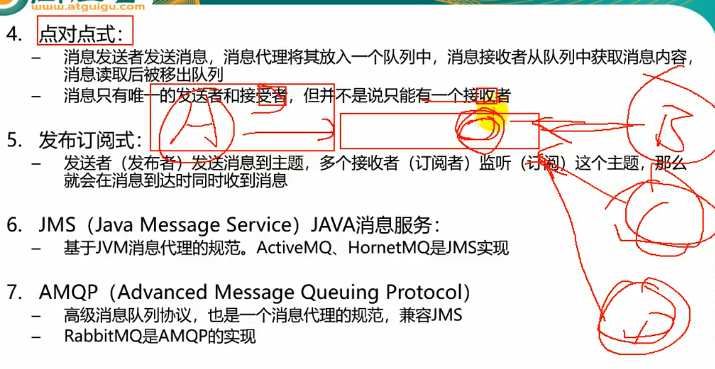 www.atguigu.com
4. 点对点式:
– 消息发送者发送消息，消息代理将其放入一个队列中，消息接收者从队列中获取消息内容，
消息读取后被移出队列
– 消息只有唯一的发送者和接受者，但并不是说只能有一个接收者
A
B
5. 发布订阅式:
– 发送者（发布者）发送消息到主题，多个接收者（订阅者）监听（订阅）这个主题，那么
就会在消息到达时同时收到消息
6. JMS（Java Message Service）JAVA消息服务:
– 基于JVM消息代理的规范。ActiveMQ、HornetMQ是JMS实现
7. AMQP（Advanced Message Queuing Protocol）
– 高级消息队列协议，也是一个消息代理的规范，兼容JMS
– RabbitMQ是AMQP的实现